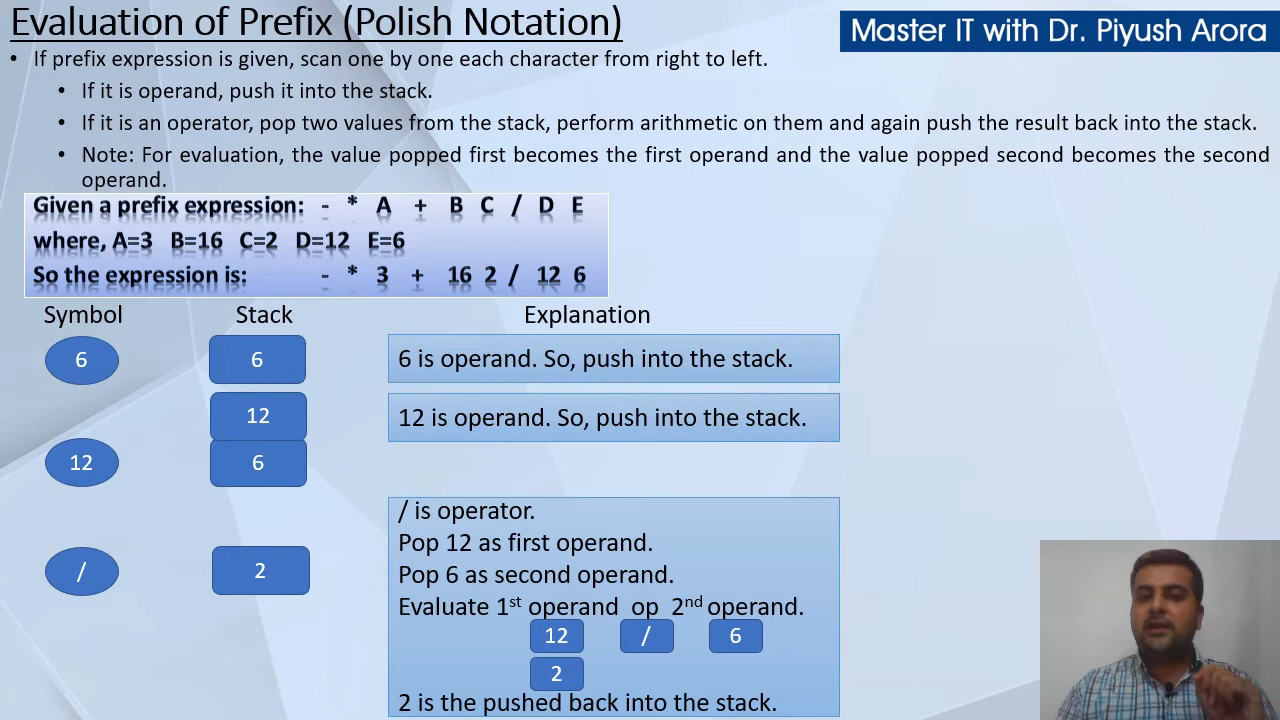 Evaluation of Prefix (Polish Notation)
Master IT with Dr. Piyush Arora
• If prefix expression is given, scan one by one each character from right to left.
• If it is operand, push it into the stack.
• If it is an operator, pop two values from the stack, perform arithmetic on them and again push the result back into the stack.
• Note: For evaluation, the value popped first becomes the first operand and the value popped second becomes the second
operand.
Given a prefix expression: - * A + B C / D E
where, A=3 B=16 C=2 D=12 E=6
So the expression is: - * 3 + 16 2 / 12 6
Symbol Stack Explanation
6 6 6 is operand. So, push into the stack.
12 12 is operand. So, push into the stack.
12 6
/ is operator.
Pop 12 as first operand.
/ 2 Pop 6 as second operand.
Evaluate 1st operand op 2nd operand.
12 / 6
2
2 is the pushed back into the stack.